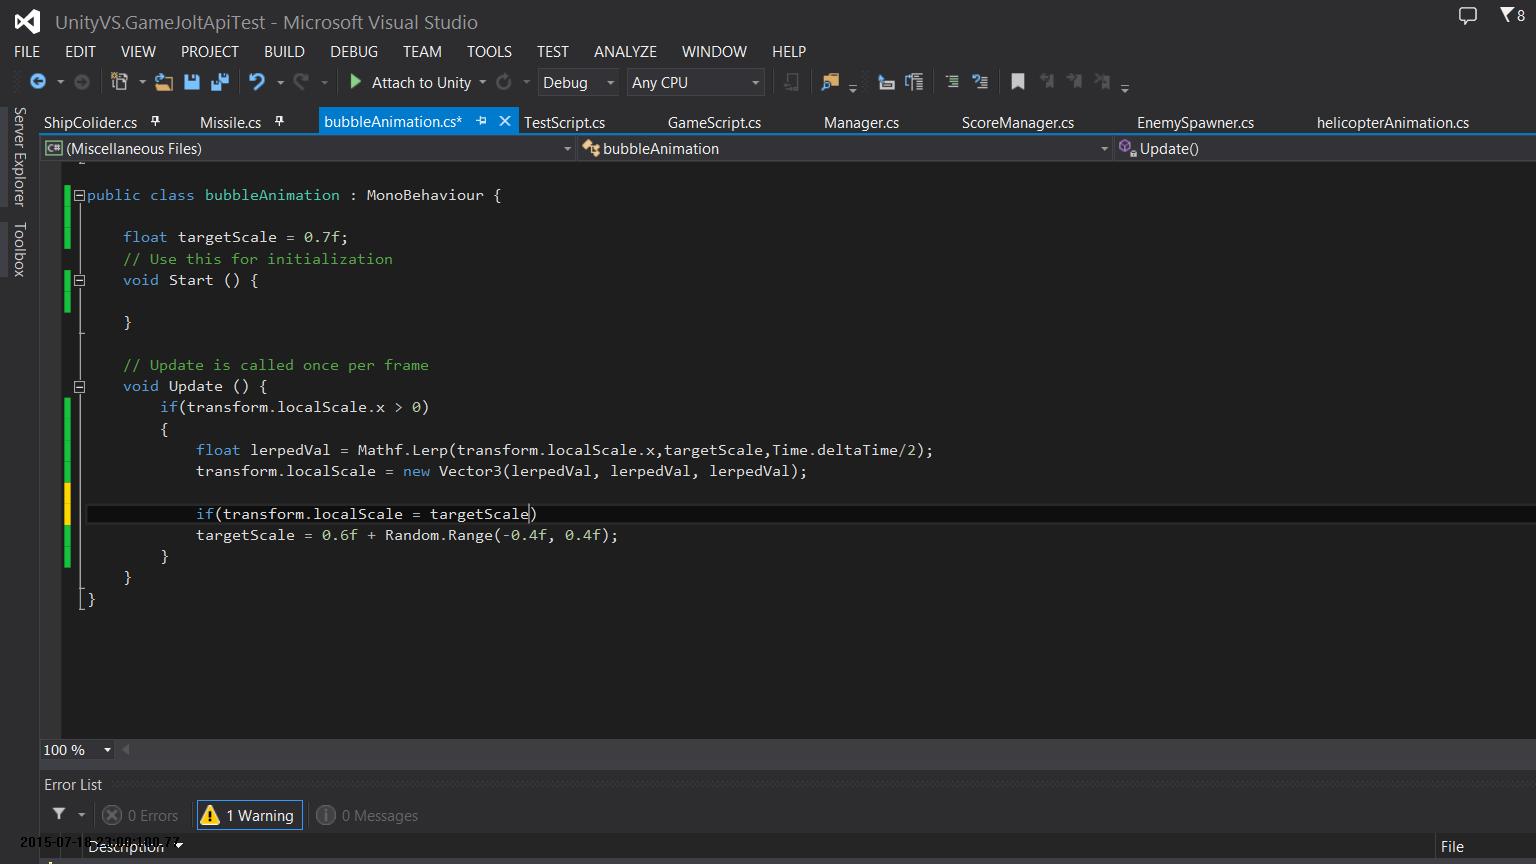 UnityVS.GameJoltApiTest - Microsoft Visual Studio
8
FILE EDIT VIEW PROJECT BUILD DEBUG TEAM TOOLS TEST ANALYZE WINDOW HELP
Attach to Unity Debug Any CPU
Server Explorer
Toolbox
ShipColider.cs Missile.cs bubbleAnimation.cs* TestScript.cs GameScript.cs Manager.cs ScoreManager.cs EnemySpawner.cs helicopterAnimation.cs
C# (Miscellaneous Files) bubbleAnimation Update()
public class bubbleAnimation : MonoBehaviour {
float targetScale = 0.7f;
// Use this for initialization
void Start () {
}
// Update is called once per frame
void Update () {
if(transform.localScale.x > 0)
{
float lerpedVal = Mathf.Lerp(transform.localScale.x,targetScale,Time.deltaTime/2);
transform.localScale = new Vector3(lerpedVal, lerpedVal, lerpedVal);
if(transform.localScale = targetScale)
targetScale = 0.6f + Random.Range(-0.4f, 0.4f);
}
}
}
100 %
Error List
0 Errors 1 Warning 0 Messages
Description File